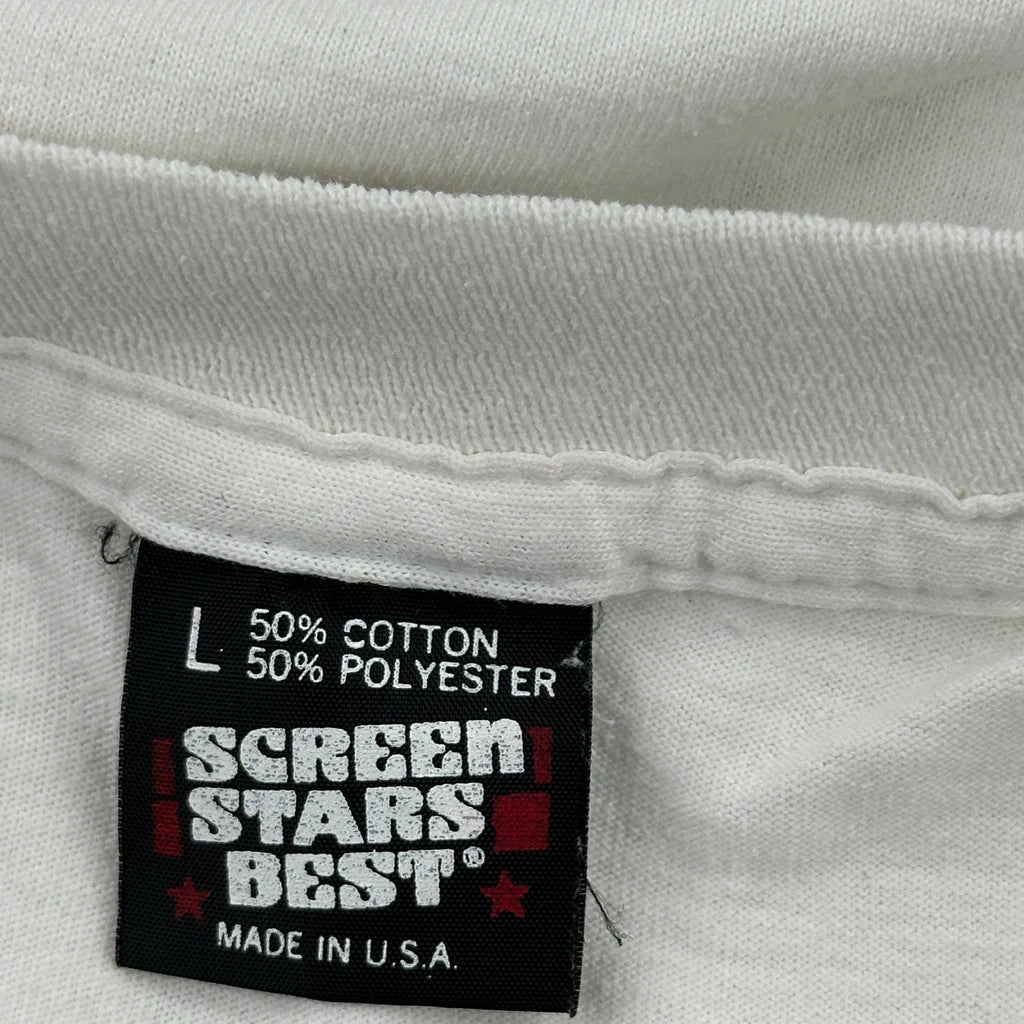 L 50% COTTON
50% POLYESTER
SCREEN
STARS
BEST®
MADE IN U.S.A.